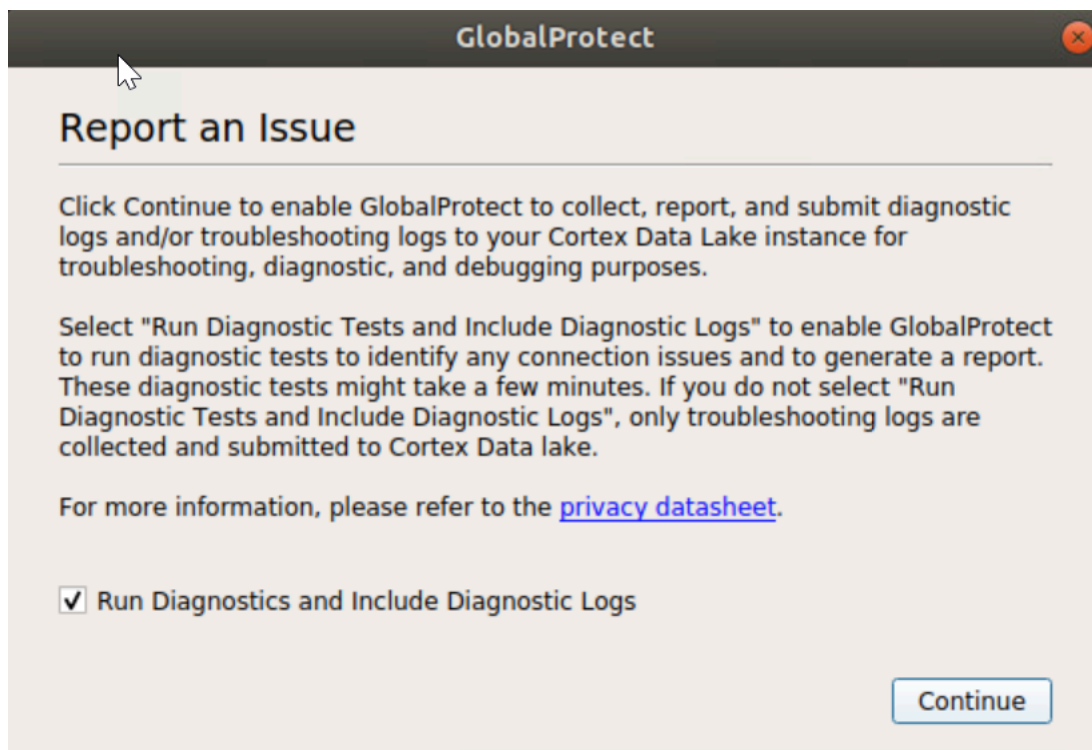 GlobalProtect
Report an Issue
Click Continue to enable GlobalProtect to collect, report, and submit diagnostic
logs and/or troubleshooting logs to your Cortex Data Lake instance for
troubleshooting, diagnostic, and debugging purposes.
Select "Run Diagnostic Tests and Include Diagnostic Logs" to enable GlobalProtect
to run diagnostic tests to identify any connection issues and to generate a report.
These diagnostic tests might take a few minutes. If you do not select "Run
Diagnostic Tests and Include Diagnostic Logs", only troubleshooting logs are
collected and submitted to Cortex Data lake.
For more information, please refer to the privacy datasheet.
Run Diagnostics and Include Diagnostic Logs
Continue